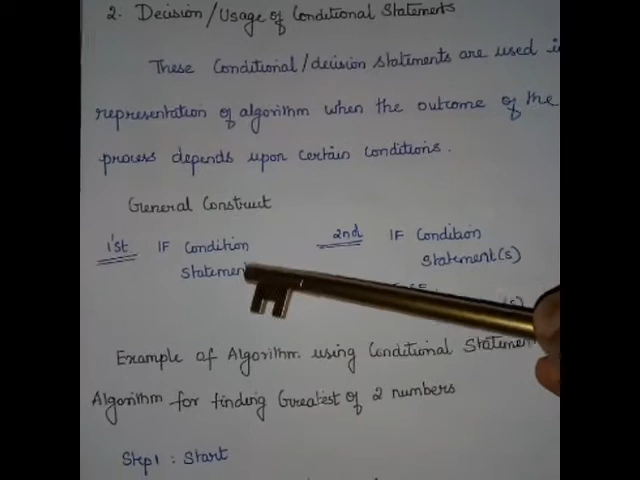 2. Decision/Usage of Conditional Statements
These Conditional/decision statements are used
representation of algorithm when the outcome of the
process depends upon certain conditions.
General Construct
1st IF Condition 2nd IF Condition
Statement(s)
Example of Algorithm using Conditional
Algorithm for finding Greatest of 2 numbers
Step1 : Start